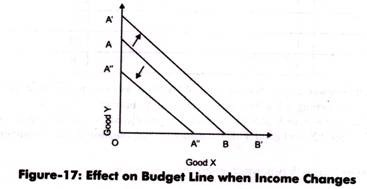 A'
A
A"
Good Y
O
A"
B
B'
Good X
Figure-17: Effect on Budget Line when Income Changes